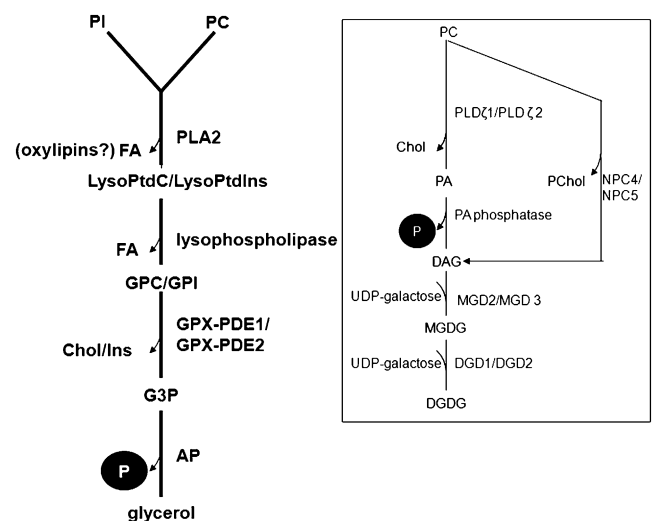 PI PC
PLA2
(oxylipins?) FA
LysoPtdC/LysoPtdIns
lysophospholipase
FA
GPC/GPI
GPX-PDE1/
GPX-PDE2
Chol/Ins
G3P
AP
P
glycerol
PC
PLDζ1/PLD ζ 2
Chol
PA
PChol
NPC4/
NPC5
PA phosphatase
P
DAG
UDP-galactose MGD2/MGD 3
MGDG
UDP-galactose DGD1/DGD2
DGDG